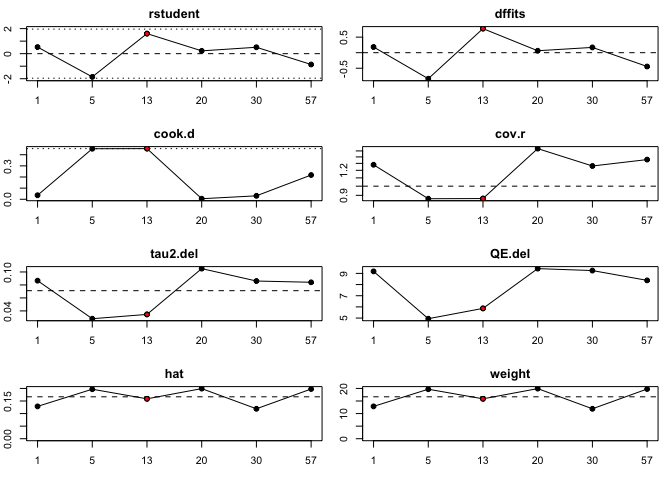 rstudent
2
0
-2
1 5 13 20 30 57
dffits
0.5
-0.5
1 5 13 20 30 57
cook.d
0.3
0.0
1 5 13 20 30 57
cov.r
1.2
0.9
1 5 13 20 30 57
tau2.del
0.10
0.04
1 5 13 20 30 57
QE.del
9
7
5
1 5 13 20 30 57
hat
0.15
0.00
1 5 13 20 30 57
weight
20
10
0
1 5 13 20 30 57